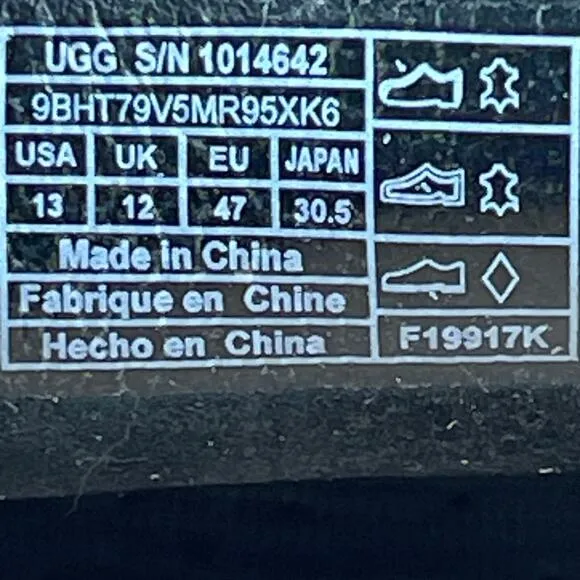 UGG S/N 1014642
9BHT79V5MR95XK6
USA UK EU JAPAN
13 12 47 30.5
Made in China
Fabrique en Chine
Hecho en China
F19917K